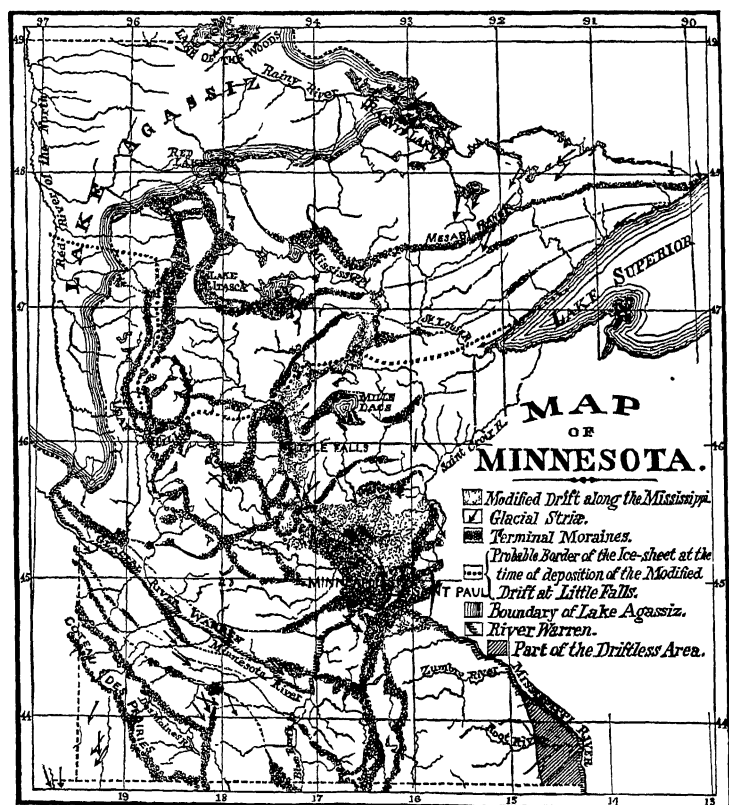 97 96 95 94 93 92 91 90
49
LAKE OF THE WOODS
Rainy River
LAKE AGASSIZ
Red River of the North
RED LAKE
48
MESABI RANGE
Mississippi
LAKE ITASCA
LAKE SUPERIOR
47
St. Louis R.
MILLE LACS
MAP
OF
MINNESOTA.
46
LITTLE FALLS
Saint Croix R.
Modified Drift along the Mississippi.
Glacial Striæ.
Terminal Moraines.
Probable Border of the Ice-sheet at the
time of deposition of the Modified
Drift at Little Falls.
Boundary of Lake Agassiz.
River Warren.
Part of the Driftless Area.
45
MINNE
SAINT PAUL
RIVER WARREN
Minnesota River
COTEAU DES PRAIRIES
Des Moines R.
Zumbro River
Mississippi River
Root River
Blue
44
19 18 17 16 15 14 13